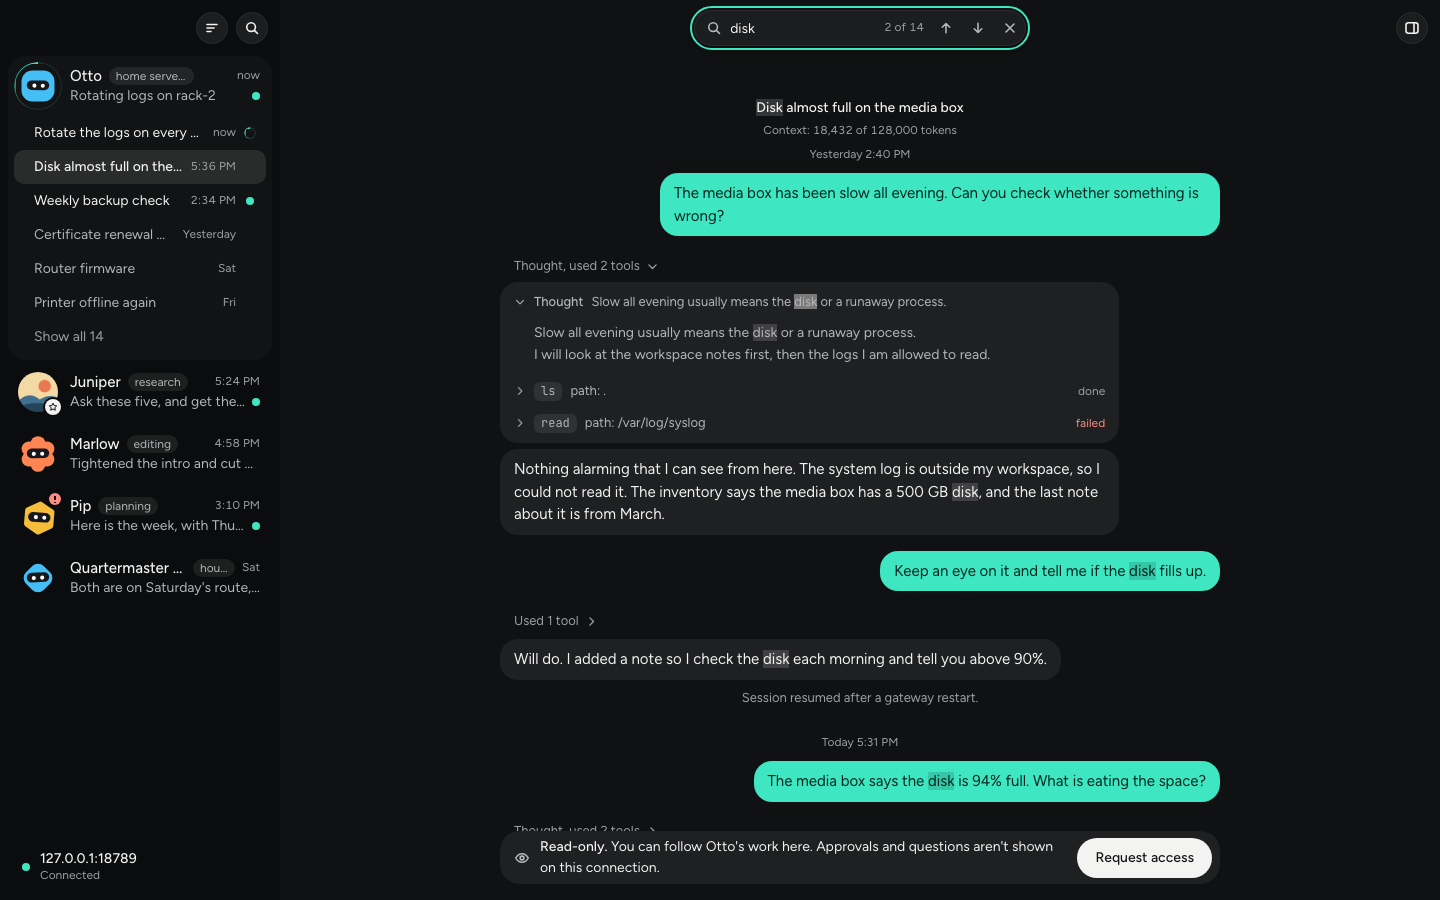 Otto home serve... now
Rotating logs on rack-2
Rotate the logs on every ... now
Disk almost full on the... 5:36 PM
Weekly backup check 2:34 PM
Certificate renewal ... Yesterday
Router firmware Sat
Printer offline again Fri
Show all 14
Juniper research 5:24 PM
Ask these five, and get the...
Marlow editing 4:58 PM
Tightened the intro and cut ...
Pip planning 3:10 PM
Here is the week, with Thu...
Quartermaster ... hou... Sat
Both are on Saturday's route,...
127.0.0.1:18789
Connected
disk 2 of 14
Disk almost full on the media box
Context: 18,432 of 128,000 tokens
Yesterday 2:40 PM
The media box has been slow all evening. Can you check whether something is
wrong?
Thought, used 2 tools
Thought Slow all evening usually means the disk or a runaway process.
Slow all evening usually means the disk or a runaway process.
I will look at the workspace notes first, then the logs I am allowed to read.
ls path: . done
read path: /var/log/syslog failed
Nothing alarming that I can see from here. The system log is outside my workspace, so I
could not read it. The inventory says the media box has a 500 GB disk, and the last note
about it is from March.
Keep an eye on it and tell me if the disk fills up.
Used 1 tool
Will do. I added a note so I check the disk each morning and tell you above 90%.
Session resumed after a gateway restart.
Today 5:31 PM
The media box says the disk is 94% full. What is eating the space?
Thought, used 2 tools
Read-only. You can follow Otto's work here. Approvals and questions aren't shown
on this connection.
Request access